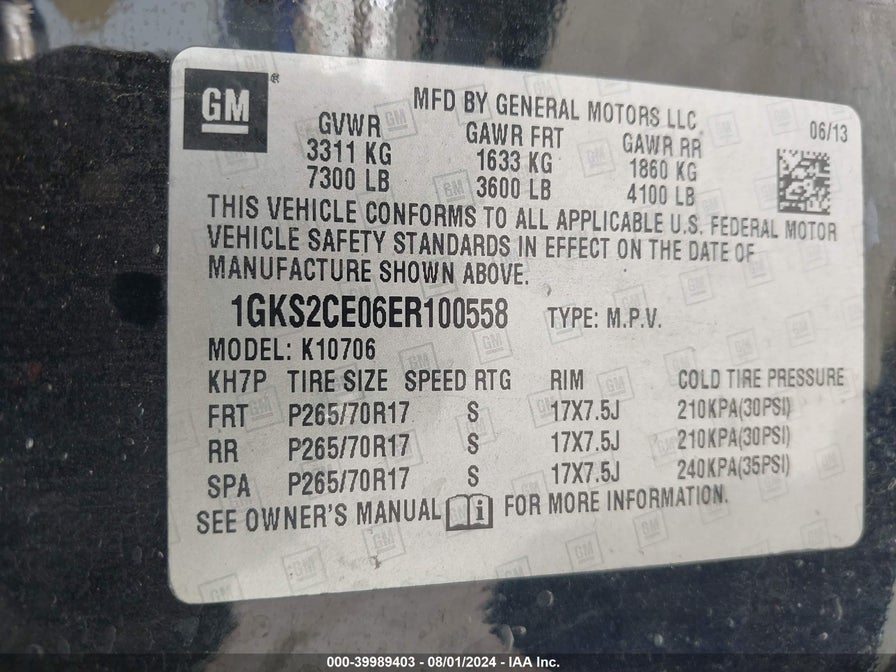 GM ®
MFD BY GENERAL MOTORS LLC
06/13
GVWR GAWR FRT GAWR RR
3311 KG 1633 KG 1860 KG
7300 LB 3600 LB 4100 LB
THIS VEHICLE CONFORMS TO ALL APPLICABLE U.S. FEDERAL MOTOR
VEHICLE SAFETY STANDARDS IN EFFECT ON THE DATE OF
MANUFACTURE SHOWN ABOVE.
1GKS2CE06ER100558 TYPE: M.P.V.
MODEL: K10706
KH7P TIRE SIZE SPEED RTG RIM COLD TIRE PRESSURE
FRT P265/70R17 S 17X7.5J 210KPA(30PSI)
RR P265/70R17 S 17X7.5J 210KPA(30PSI)
SPA P265/70R17 S 17X7.5J 240KPA(35PSI)
SEE OWNER'S MANUAL i FOR MORE INFORMATION.
000-39989403 - 08/01/2024 - IAA Inc.